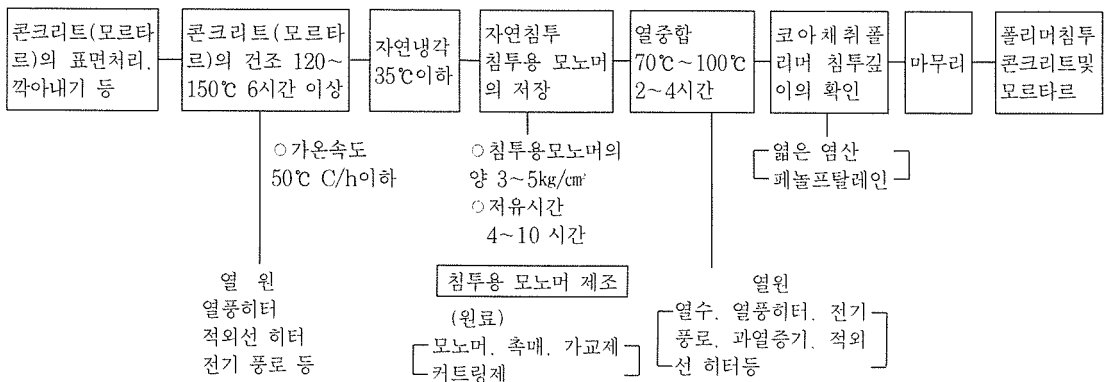 콘크리트(모르타
르)의 표면처리,
깍아내기 등
콘크리트(모르타
르)의 건조 120~
150℃ 6시간 이상
자연냉각
35℃이하
자연침투
침투용 모노머
의 저장
열중합
70℃~100℃
2~4시간
코아채취폴
리머 침투깊
이의 확인
마무리
폴리머침투
콘크리트및
모르타르
○가온속도
50℃ C/h이하
○침투용모노머의
양 3~5kg/㎠
○저유시간
4~10 시간
엷은 염산
페놀프탈레인
열 원
열풍히터
적외선 히터
전기 풍로 등
침투용 모노머 제조
(원료)
모노머, 촉매, 가교제
커트링제
열원
열수, 열풍히터, 전기
풍로, 과열증기, 적외
선 히터등